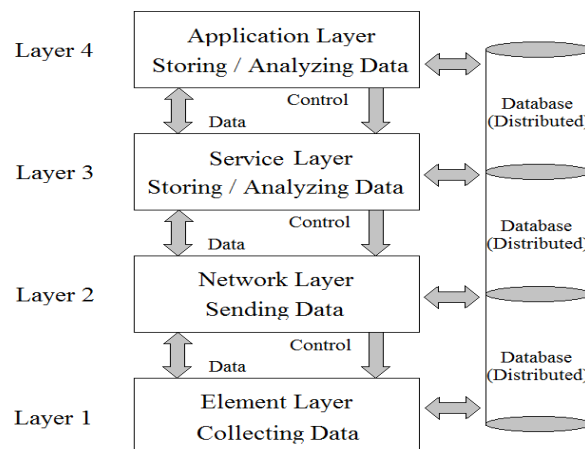 Layer 4
Application Layer
Storing / Analyzing Data
Control
Data
Database
(Distributed)
Layer 3
Service Layer
Storing / Analyzing Data
Control
Data
Database
(Distributed)
Layer 2
Network Layer
Sending Data
Control
Data
Database
(Distributed)
Layer 1
Element Layer
Collecting Data